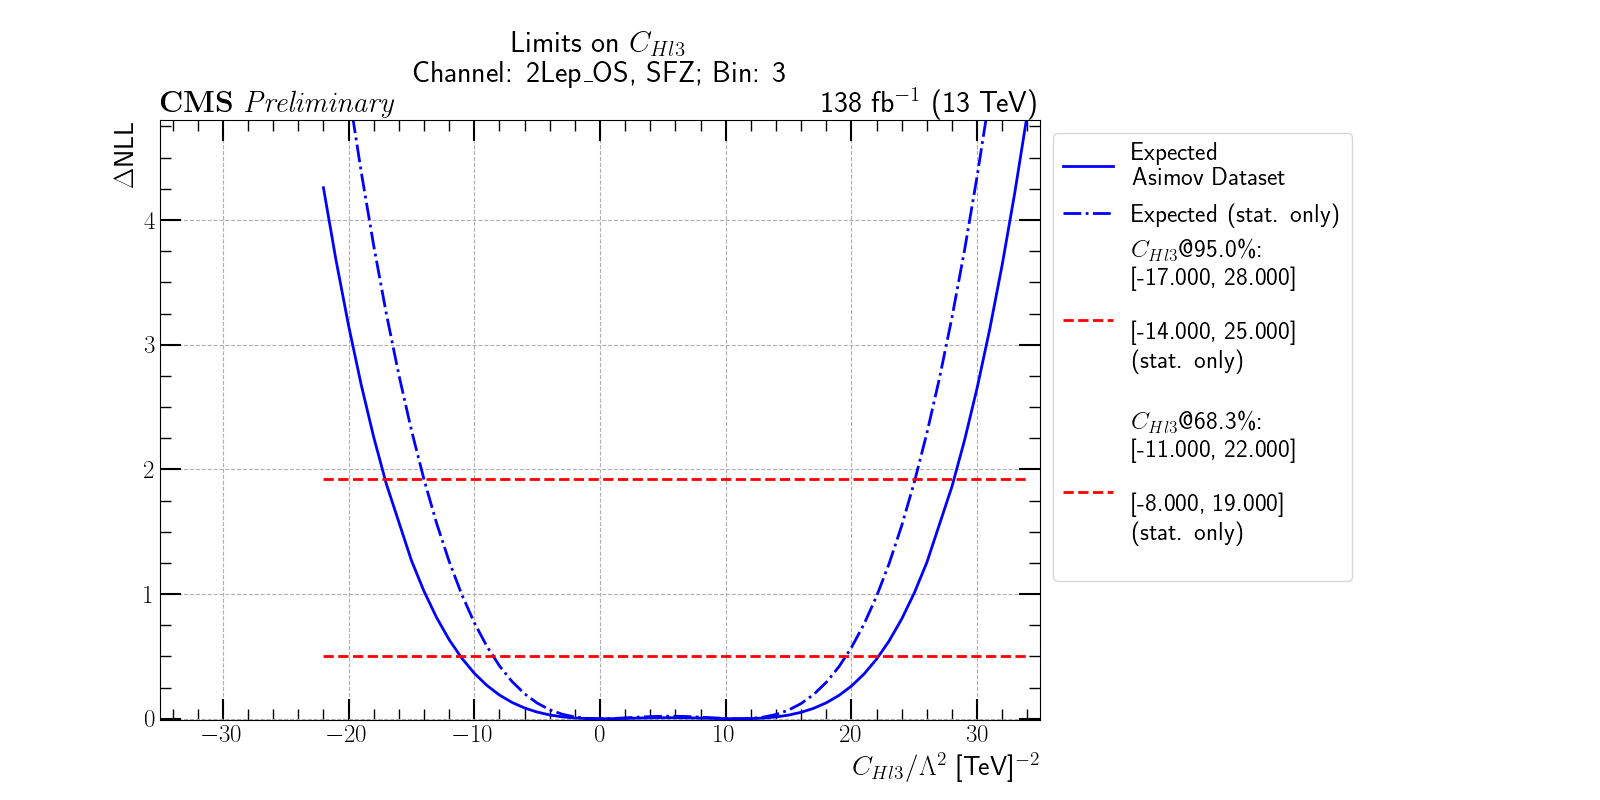 Limits on C_{Hl3}
Channel: 2Lep_OS, SFZ; Bin: 3
CMS Preliminary
138 fb⁻¹ (13 TeV)
ΔNLL
4
3
2
1
0
−30
−20
−10
0
10
20
30
C_{Hl3}/Λ² [TeV]⁻²
Expected
Asimov Dataset
Expected (stat. only)
C_{Hl3}@95.0%:
[-17.000, 28.000]
[-14.000, 25.000]
(stat. only)
C_{Hl3}@68.3%:
[-11.000, 22.000]
[-8.000, 19.000]
(stat. only)